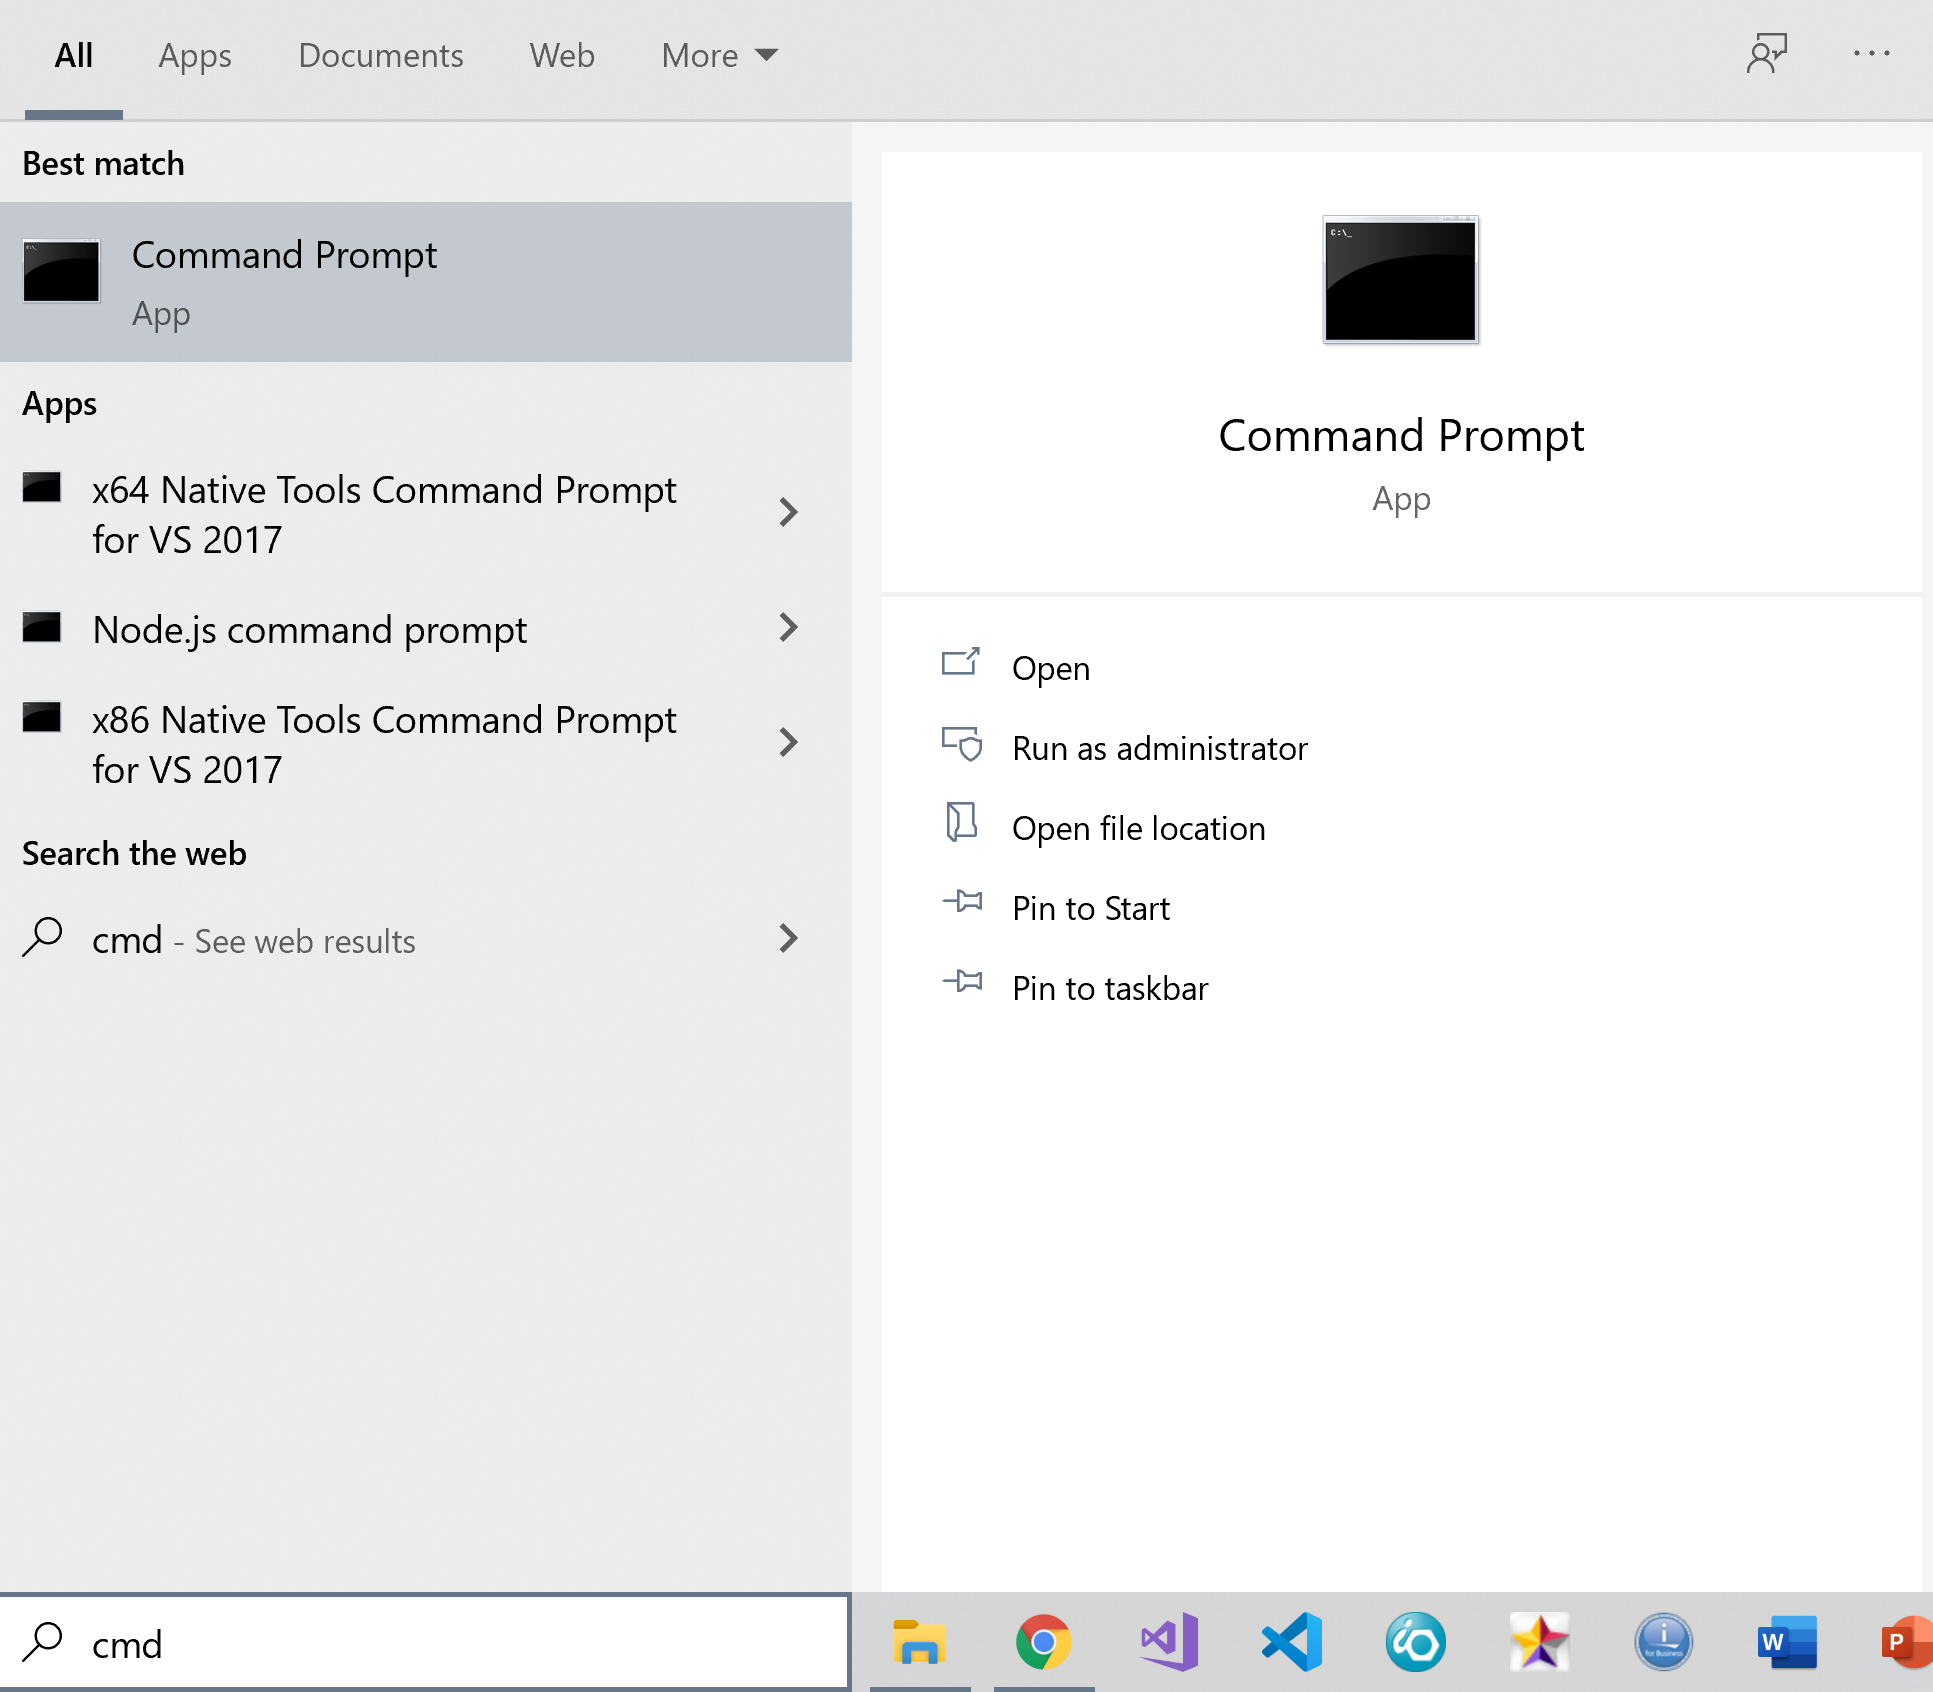 All Apps Documents Web More
Best match
Command Prompt
App
Apps
x64 Native Tools Command Prompt
for VS 2017
Node.js command prompt
x86 Native Tools Command Prompt
for VS 2017
Search the web
cmd - See web results
C:\_
Command Prompt
App
Open
Run as administrator
Open file location
Pin to Start
Pin to taskbar
cmd
i
for Business
W
P